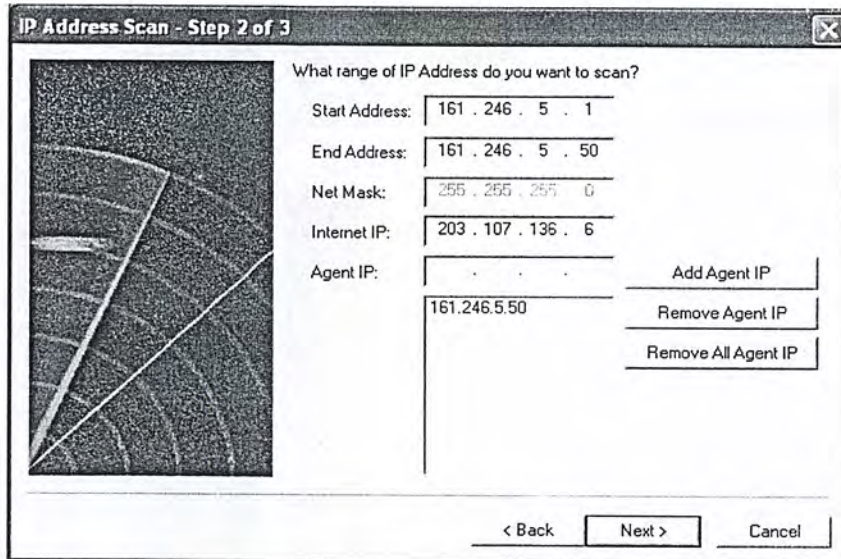 IP Address Scan - Step 2 of 3
What range of IP Address do you want to scan?
Start Address: 161 . 246 . 5 . 1
End Address: 161 . 246 . 5 . 50
Net Mask: 255 . 255 . 255 0
Internet IP: 203 . 107 . 136 . 6
Agent IP: . . . Add Agent IP
161.246.5.50 Remove Agent IP
Remove All Agent IP
< Back Next > Cancel